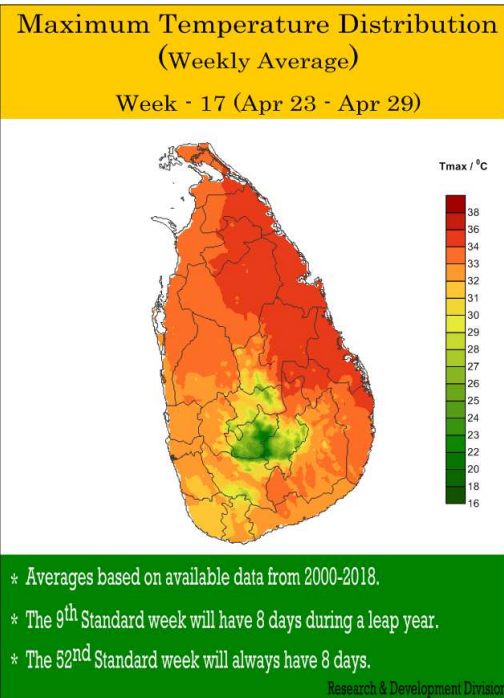 Maximum Temperature Distribution
(Weekly Average)
Week - 17 (Apr 23 - Apr 29)
Tmax / ⁰C
38
36
34
33
32
31
30
29
28
26
25
24
23
22
20
18
16
* Averages based on available data from 2000-2018.
* The 9th Standard week will have 8 days during a leap year.
* The 52nd Standard week will always have 8 days.
Research & Development Division